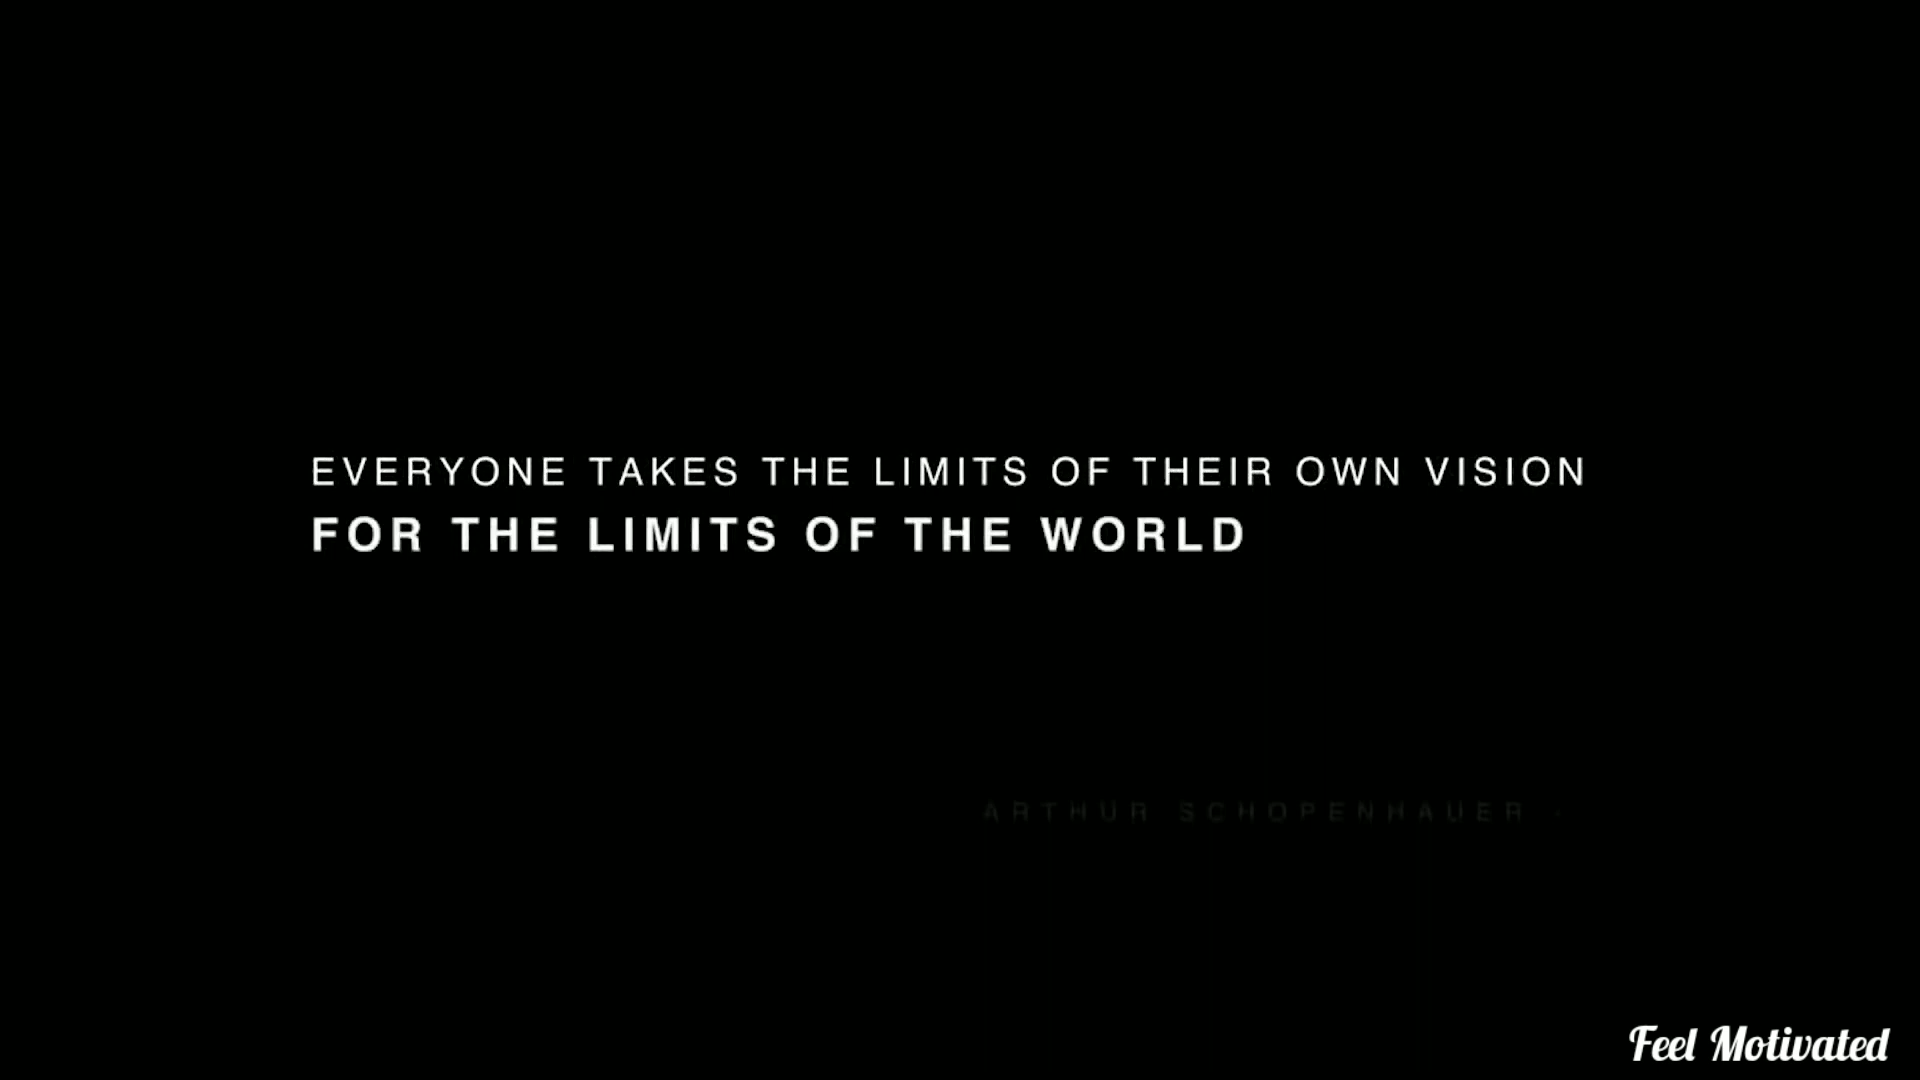 EVERYONE TAKES THE LIMITS OF THEIR OWN VISION
FOR THE LIMITS OF THE WORLD
ARTHUR SCHOPENHAUER
Feel Motivated